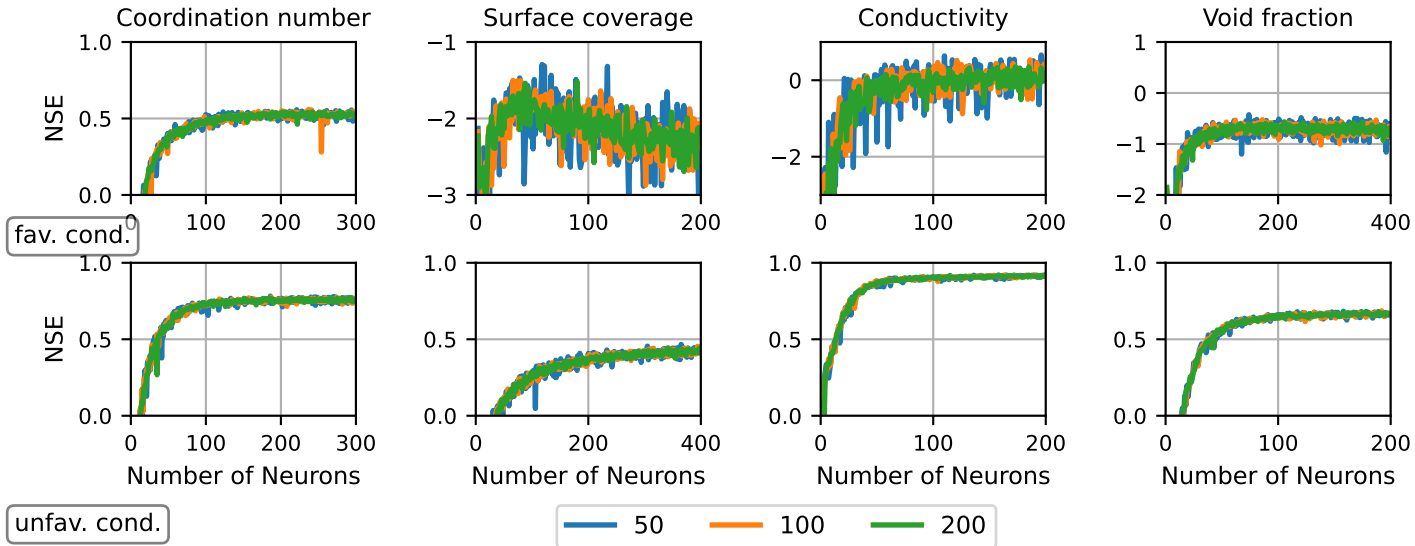 Coordination number Surface coverage Conductivity Void fraction
NSE
1.0
0.5
0.0
0 100 200 300
−1
−2
−3
0 100 200
0
−2
0 100 200
1
0
−1
−2
0 200 400
fav. cond.
NSE
1.0
0.5
0.0
0 100 200 300
1.0
0.5
0.0
0 200 400
1.0
0.5
0.0
0 100 200
1.0
0.5
0.0
0 100 200
Number of Neurons Number of Neurons Number of Neurons Number of Neurons
unfav. cond.
50 100 200